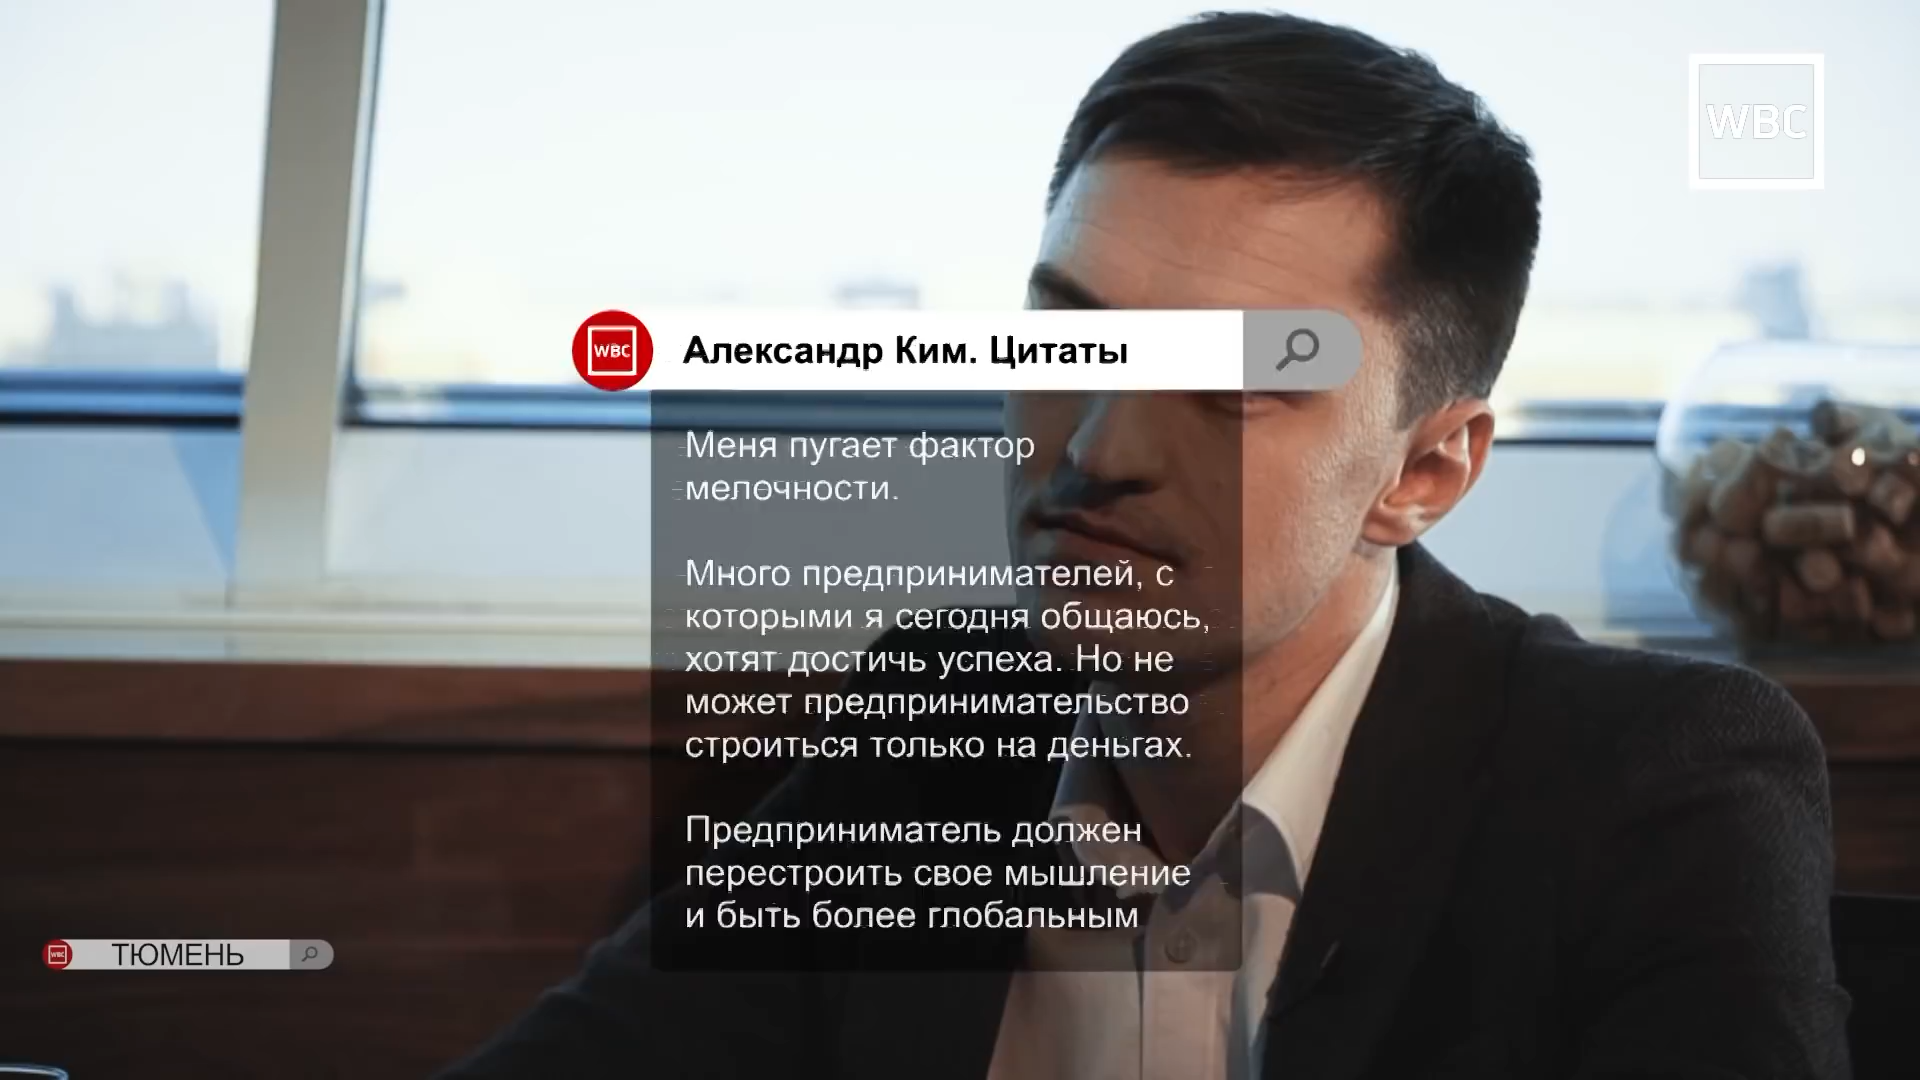 WBC
WBC
Александр Ким. Цитаты
Меня пугает фактор
мелочности.
Много предпринимателей, с
которыми я сегодня общаюсь,
хотят достичь успеха. Но не
может предпринимательство
строиться только на деньгах.
Предприниматель должен
перестроить свое мышление
и быть более глобальным
WBC
ТЮМЕНЬ